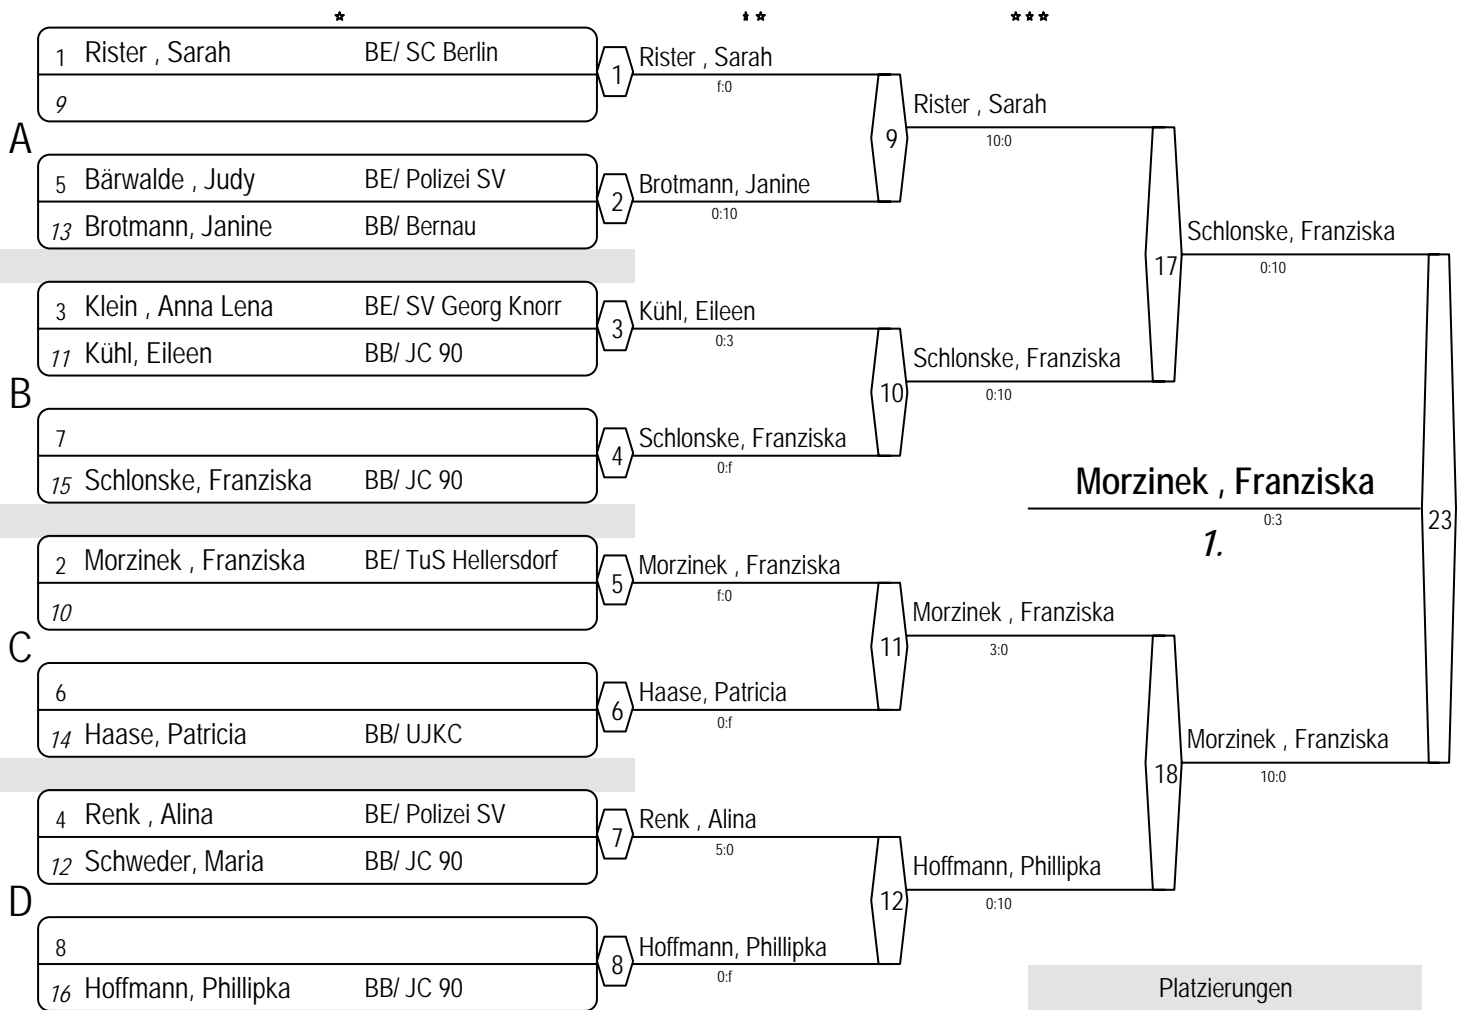 * ** ***
1 Rister , Sarah BE/ SC Berlin
9
1
Rister , Sarah
f:0
A
5 Bärwalde , Judy BE/ Polizei SV
13 Brotmann, Janine BB/ Bernau
2
Brotmann, Janine
0:10
9
Rister , Sarah
10:0
3 Klein , Anna Lena BE/ SV Georg Knorr
11 Kühl, Eileen BB/ JC 90
3
Kühl, Eileen
0:3
B
7
15 Schlonske, Franziska BB/ JC 90
4
Schlonske, Franziska
0:f
10
Schlonske, Franziska
0:10
17
Schlonske, Franziska
0:10
2 Morzinek , Franziska BE/ TuS Hellersdorf
10
5
Morzinek , Franziska
f:0
C
6
14 Haase, Patricia BB/ UJKC
6
Haase, Patricia
0:f
11
Morzinek , Franziska
3:0
4 Renk , Alina BE/ Polizei SV
12 Schweder, Maria BB/ JC 90
7
Renk , Alina
5:0
D
8
16 Hoffmann, Phillipka BB/ JC 90
8
Hoffmann, Phillipka
0:f
12
Hoffmann, Phillipka
0:10
18
Morzinek , Franziska
10:0
23
Morzinek , Franziska
0:3
1.
Platzierungen